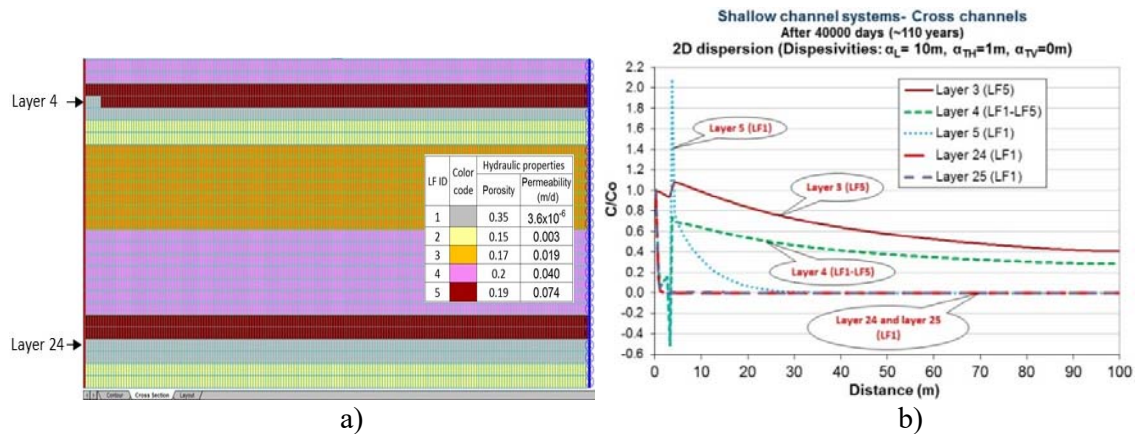 Layer 4
Layer 24
LF ID
Color code
Hydraulic properties
Porosity
Permeability (m/d)
1 0.35 3.6x10⁻⁶
2 0.15 0.003
3 0.17 0.019
4 0.2 0.040
5 0.19 0.074
Contour Cross Section Layout
a)
Shallow channel systems- Cross channels
After 40000 days (~110 years)
2D dispersion (Dispesivities: αL= 10m, αTH=1m, αTV=0m)
C/Co
2.2
2.0
1.8
1.6
1.4
1.2
1.0
0.8
0.6
0.4
0.2
0.0
-0.2
-0.4
-0.6
Layer 3 (LF5)
Layer 4 (LF1-LF5)
Layer 5 (LF1)
Layer 24 (LF1)
Layer 25 (LF1)
Layer 5 (LF1)
Layer 3 (LF5)
Layer 4 (LF1-LF5)
Layer 24 and layer 25
(LF1)
0 10 20 30 40 50 60 70 80 90 100
Distance (m)
b)